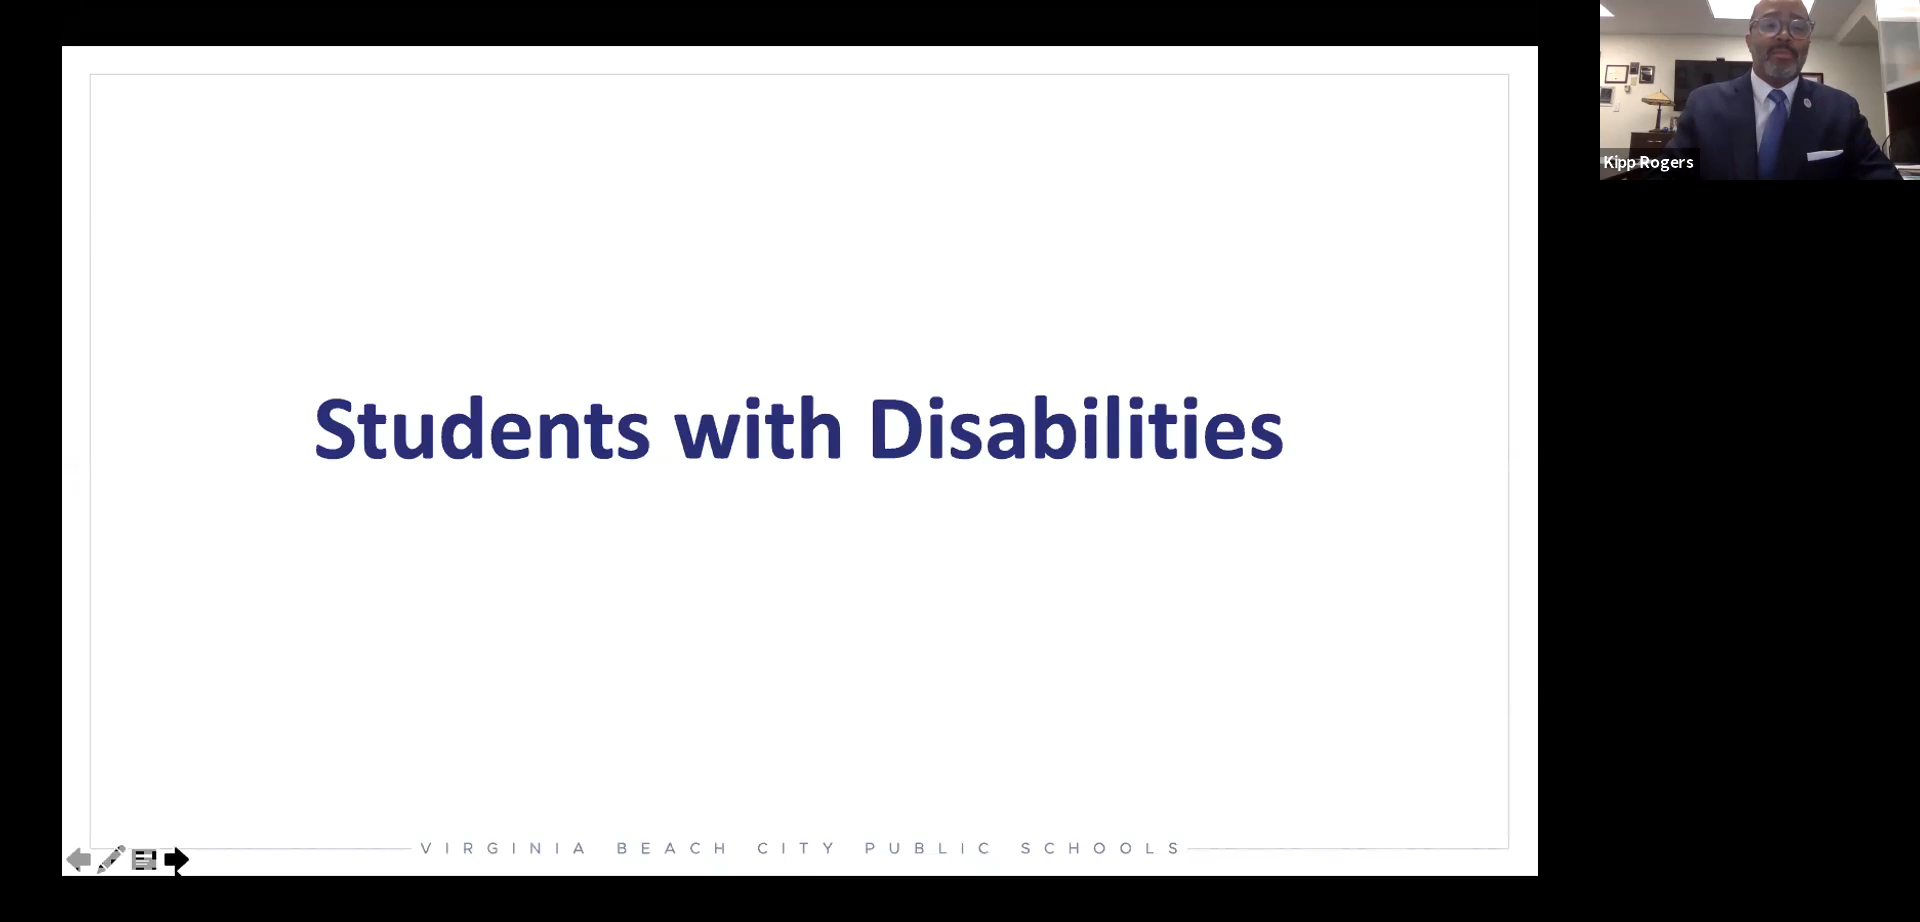 Students with Disabilities
VIRGINIA BEACH CITY PUBLIC SCHOOLS
Kipp Rogers